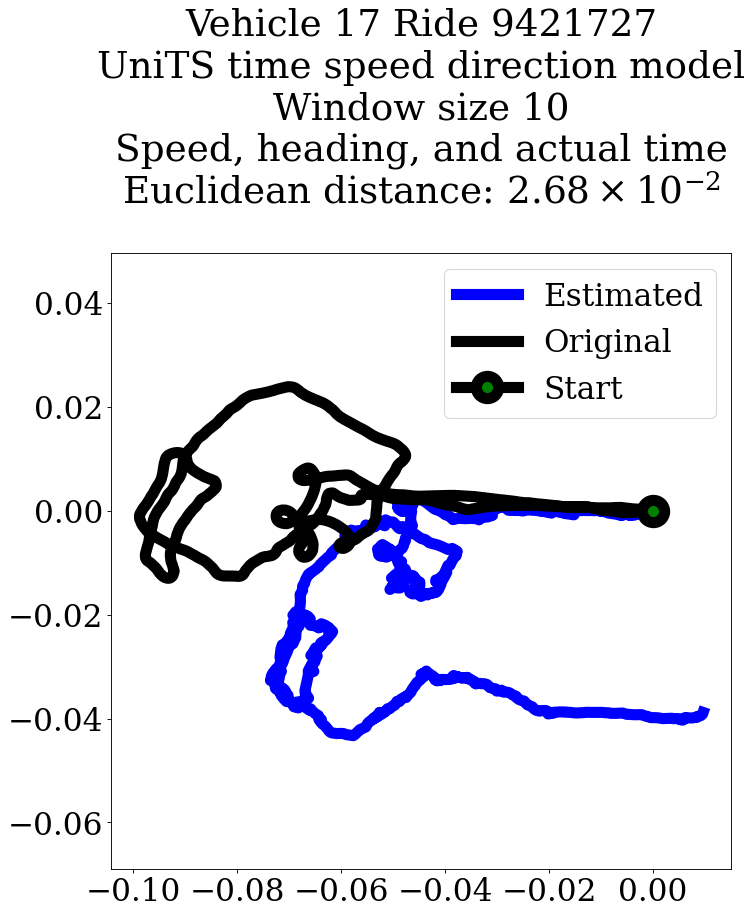 Vehicle 17 Ride 9421727
UniTS time speed direction model
Window size 10
Speed, heading, and actual time
Euclidean distance: 2.68 × 10⁻²
Estimated
Original
Start
0.04
0.02
0.00
−0.02
−0.04
−0.06
−0.10 −0.08 −0.06 −0.04 −0.02 0.00